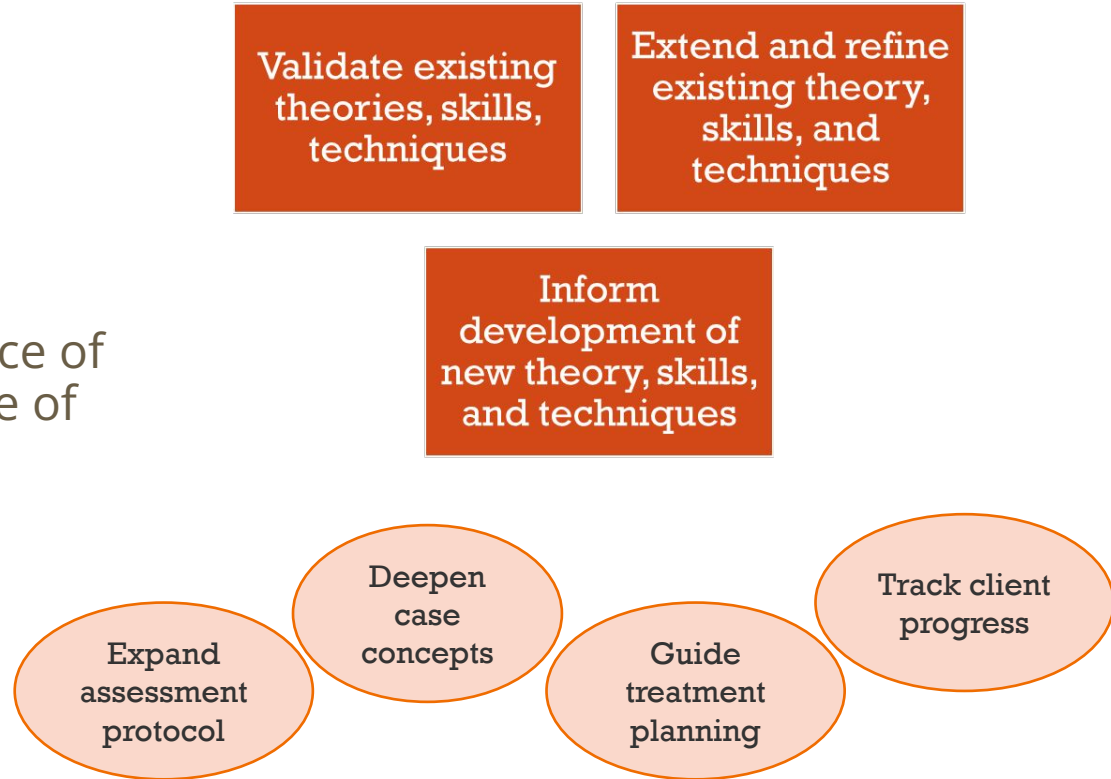 Validate existing
theories, skills,
techniques
Extend and refine
existing theory,
skills, and
techniques
Inform
development of
new theory, skills,
and techniques
ce of
e of
Expand
assessment
protocol
Deepen
case
concepts
Guide
treatment
planning
Track client
progress